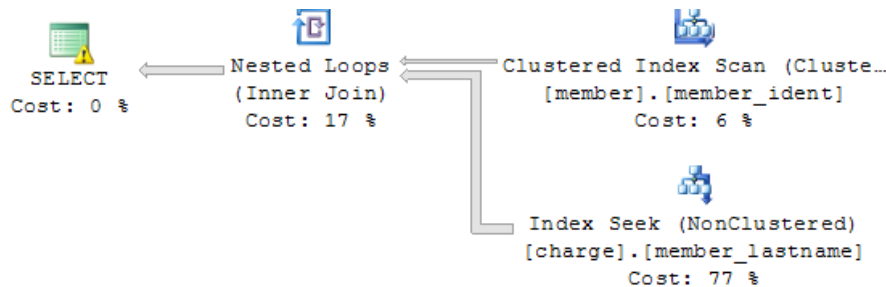 SELECT
Cost: 0 %
Nested Loops
(Inner Join)
Cost: 17 %
Clustered Index Scan (Cluste…
[member].[member_ident]
Cost: 6 %
Index Seek (NonClustered)
[charge].[member_lastname]
Cost: 77 %